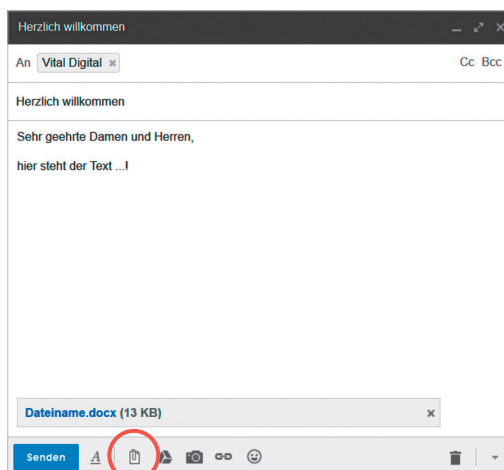 Herzlich willkommen
An Vital Digital × Cc Bcc
Herzlich willkommen
Sehr geehrte Damen und Herren,
hier steht der Text ...!
Dateiname.docx (13 KB) ×
Senden A